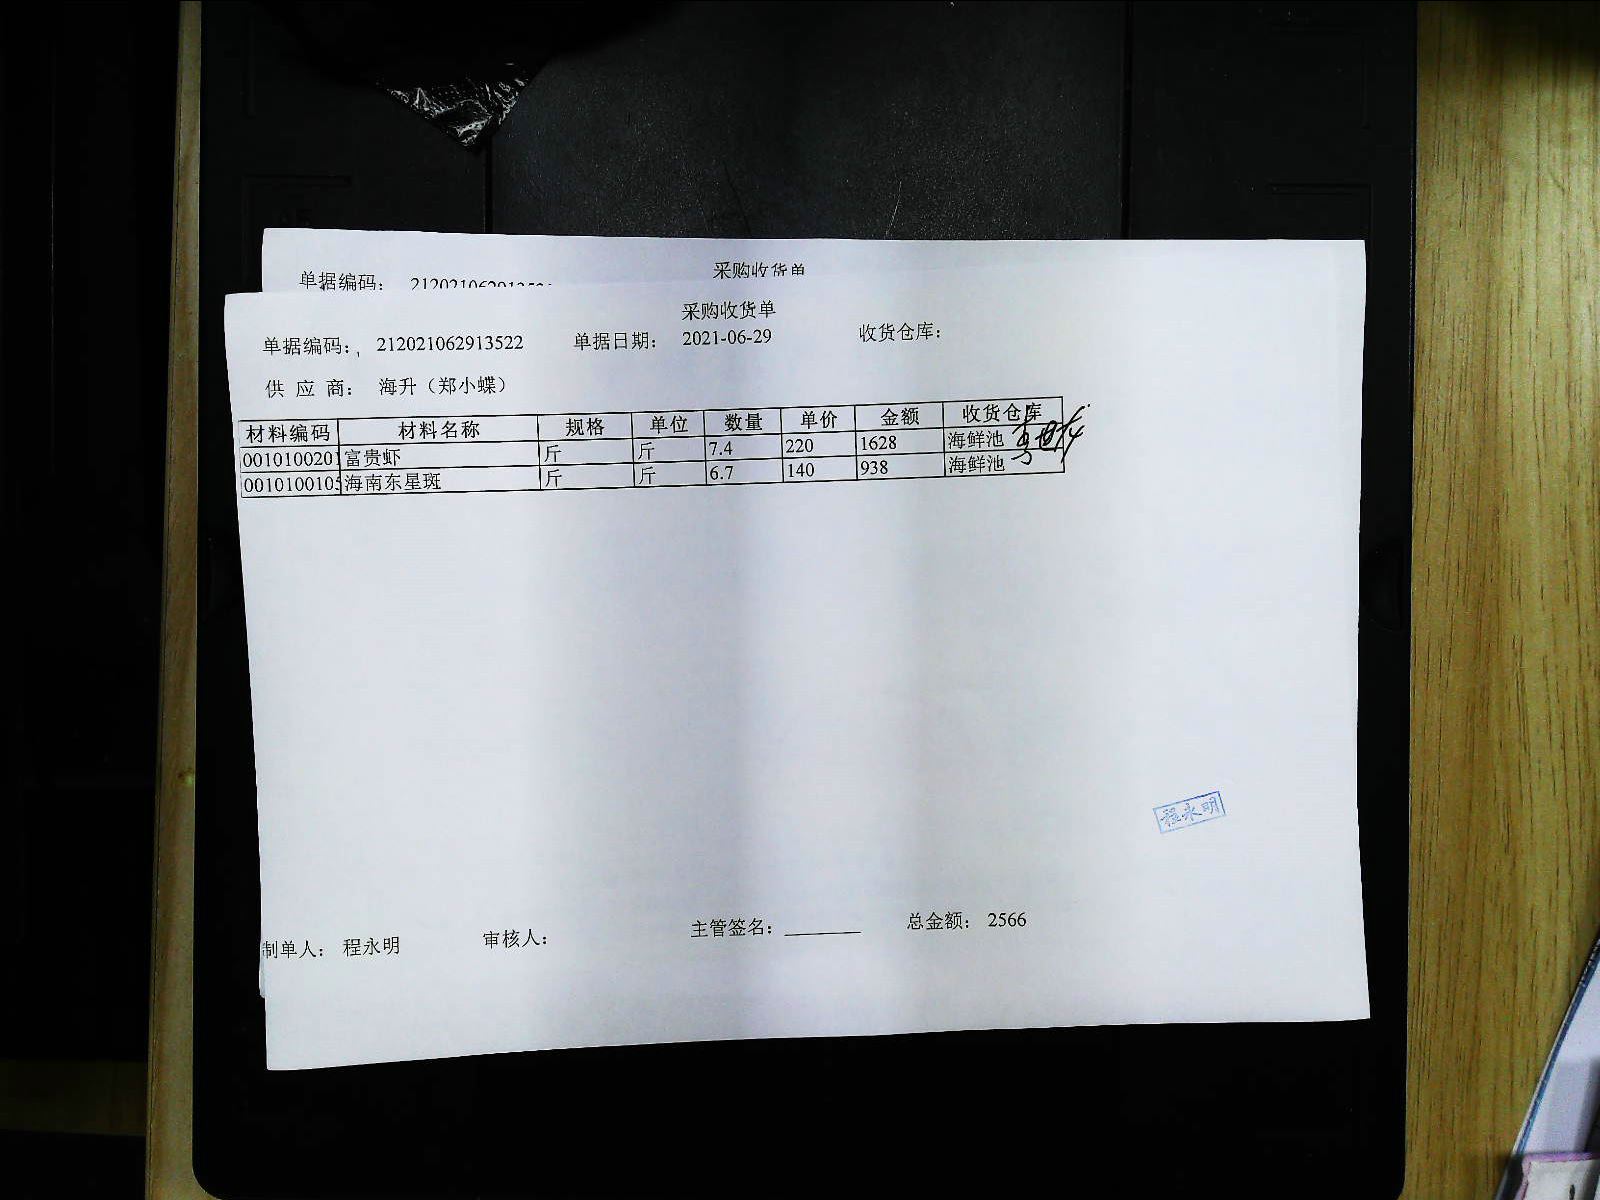 采购收货单
单据编码：
采购收货单
单据编码： 212021062913522 单据日期： 2021-06-29 收货仓库：
供 应 商： 海升（郑小蝶）
材料编码 材料名称 规格 单位 数量 单价 金额 收货仓库
0010100201 富贵虾 斤 斤 7.4 220 1628 海鲜池
001010010 海南东星斑 斤 斤 6.7 140 938 海鲜池
程永明
制单人： 程永明 审核人： 主管签名： 总金额： 2566